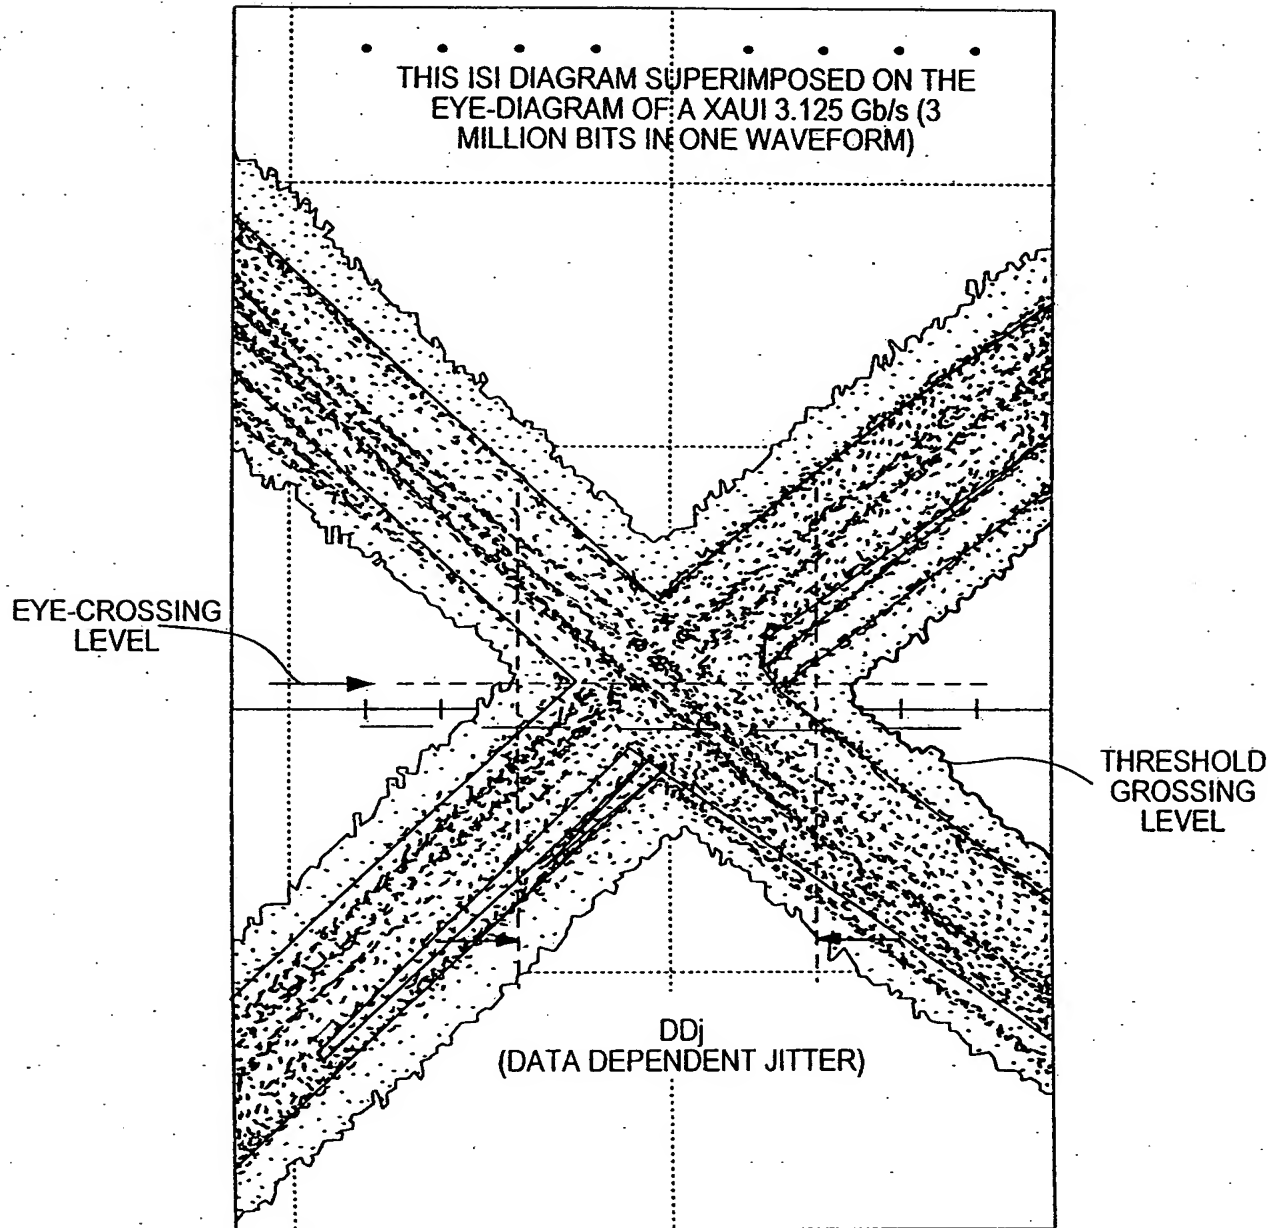 THIS ISI DIAGRAM SUPERIMPOSED ON THE
EYE-DIAGRAM OF A XAUI 3.125 Gb/s (3
MILLION BITS IN ONE WAVEFORM)
EYE-CROSSING
LEVEL
THRESHOLD
GROSSING
LEVEL
DDj
(DATA DEPENDENT JITTER)